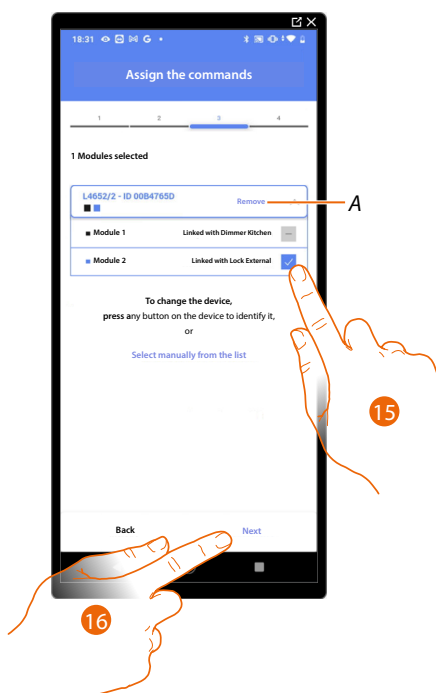 18:31 G
Assign the commands
1 2 3 4
1 Modules selected
L4652/2 - ID 00B4765D
Remove
A
Module 1 Linked with Dimmer Kitchen
Module 2 Linked with Lock External
To change the device,
press any button on the device to identify it,
or
Select manually from the list
15
Back Next
16